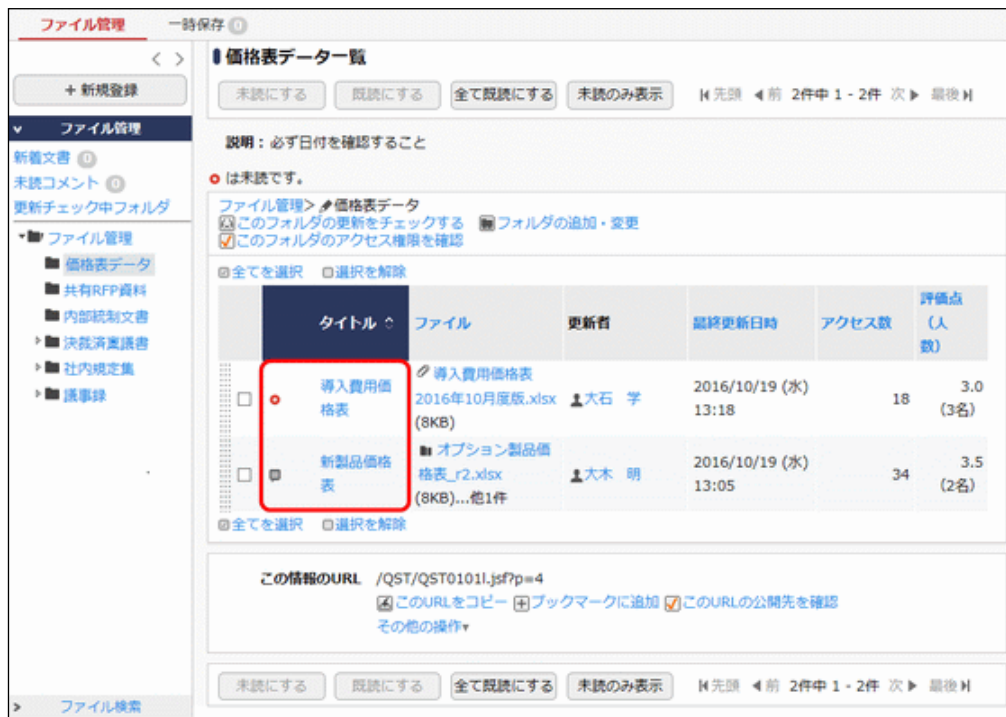 ファイル管理 一時保存 0
+ 新規登録
ファイル管理
新着文書 0
未読コメント 0
更新チェック中フォルダ
ファイル管理
価格表データ
共有RFP資料
内部統制文書
決裁済稟議書
社内規定集
議事録
ファイル検索
価格表データ一覧
未読にする 既読にする 全て既読にする 未読のみ表示 先頭 前 2件中 1 - 2件 次 最後
説明：必ず日付を確認すること
は未読です。
ファイル管理> 価格表データ
このフォルダの更新をチェックする フォルダの追加・変更
このフォルダのアクセス権限を確認
全てを選択 選択を解除
タイトル ファイル 更新者 最終更新日時 アクセス数 評価点
（人
数）
導入費用価
格表
導入費用価格表
2016年10月度版.xlsx
(8KB)
大石 学
2016/10/19 (水)
13:18
18
3.0
(3名)
新製品価格
表
オプション製品価
格表_r2.xlsx
(8KB)...他1件
大木 明
2016/10/19 (水)
13:05
34
3.5
(2名)
全てを選択 選択を解除
この情報のURL /QST/QST0101l.jsf?p=4
このURLをコピー ブックマークに追加 このURLの公開先を確認
その他の操作▾
未読にする 既読にする 全て既読にする 未読のみ表示 先頭 前 2件中 1 - 2件 次 最後